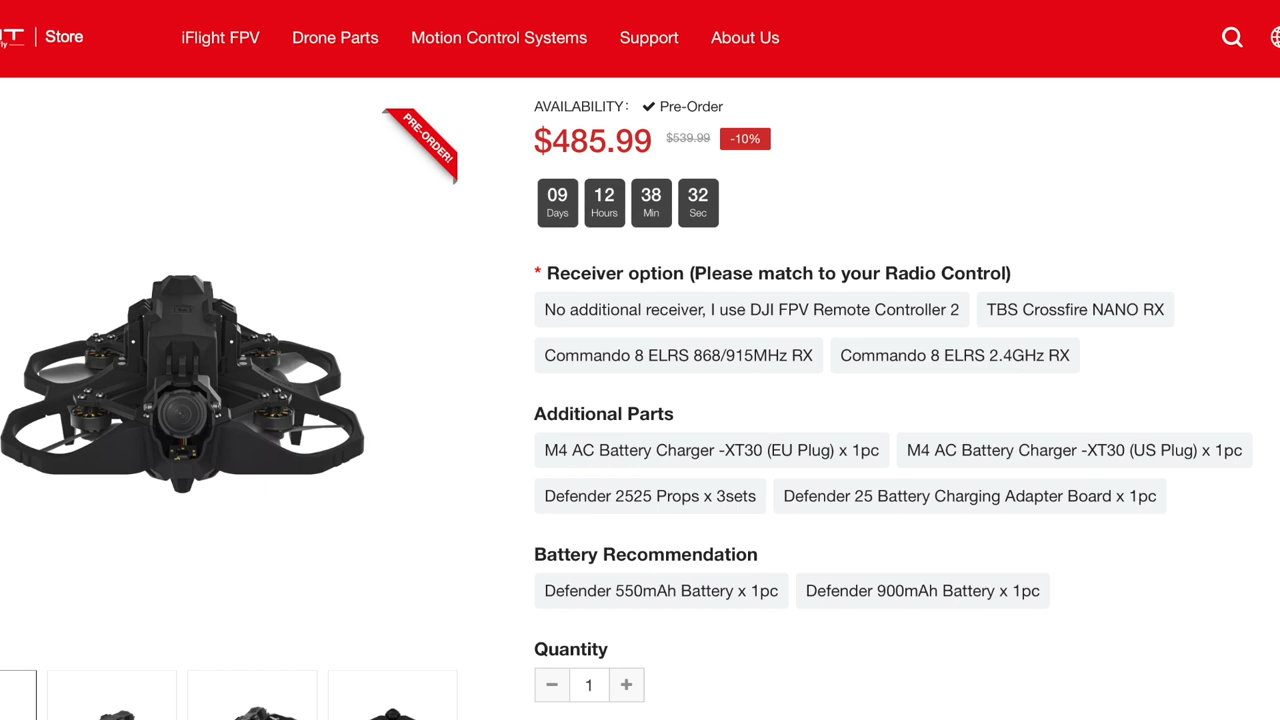 Store
iFlight FPV
Drone Parts
Motion Control Systems
Support
About Us
PRE-ORDER!
AVAILABILITY: Pre-Order
$485.99 $539.99 -10%
09 12 38 32
Days Hours Min Sec
* Receiver option (Please match to your Radio Control)
No additional receiver, I use DJI FPV Remote Controller 2 TBS Crossfire NANO RX
Commando 8 ELRS 868/915MHz RX Commando 8 ELRS 2.4GHz RX
Additional Parts
M4 AC Battery Charger -XT30 (EU Plug) x 1pc M4 AC Battery Charger -XT30 (US Plug) x 1pc
Defender 2525 Props x 3sets Defender 25 Battery Charging Adapter Board x 1pc
Battery Recommendation
Defender 550mAh Battery x 1pc Defender 900mAh Battery x 1pc
Quantity
− 1 +